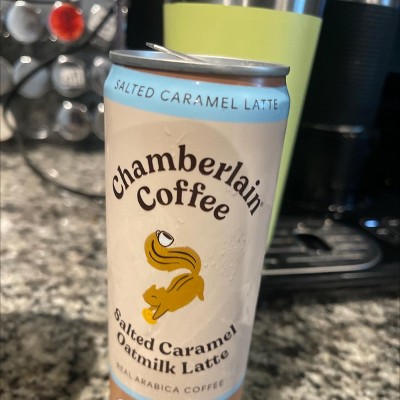 SALTED CARAMEL LATTE
Chamberlain
Coffee
Salted Caramel
Oatmilk Latte
REAL ARABICA COFFEE